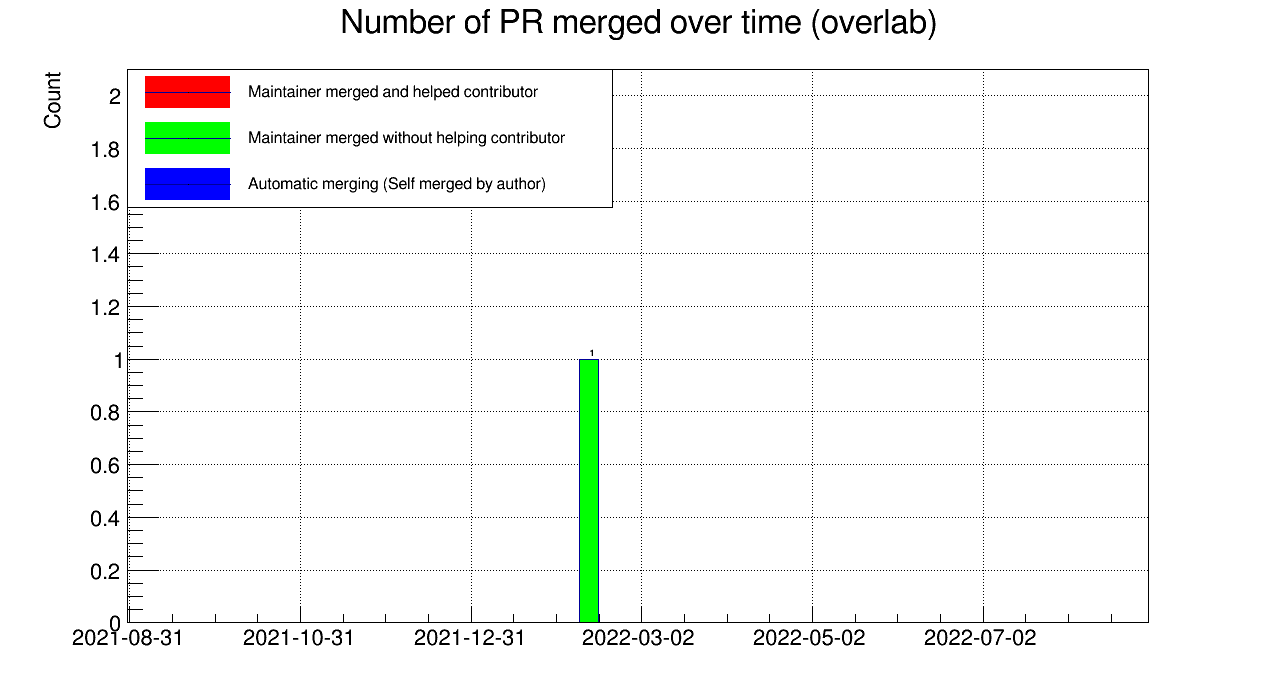 Number of PR merged over time (overlab)
Count
Maintainer merged and helped contributor
Maintainer merged without helping contributor
Automatic merging (Self merged by author)
2
1.8
1.6
1.4
1.2
1
0.8
0.6
0.4
0.2
0
1
2021-08-31 2021-10-31 2021-12-31 2022-03-02 2022-05-02 2022-07-02